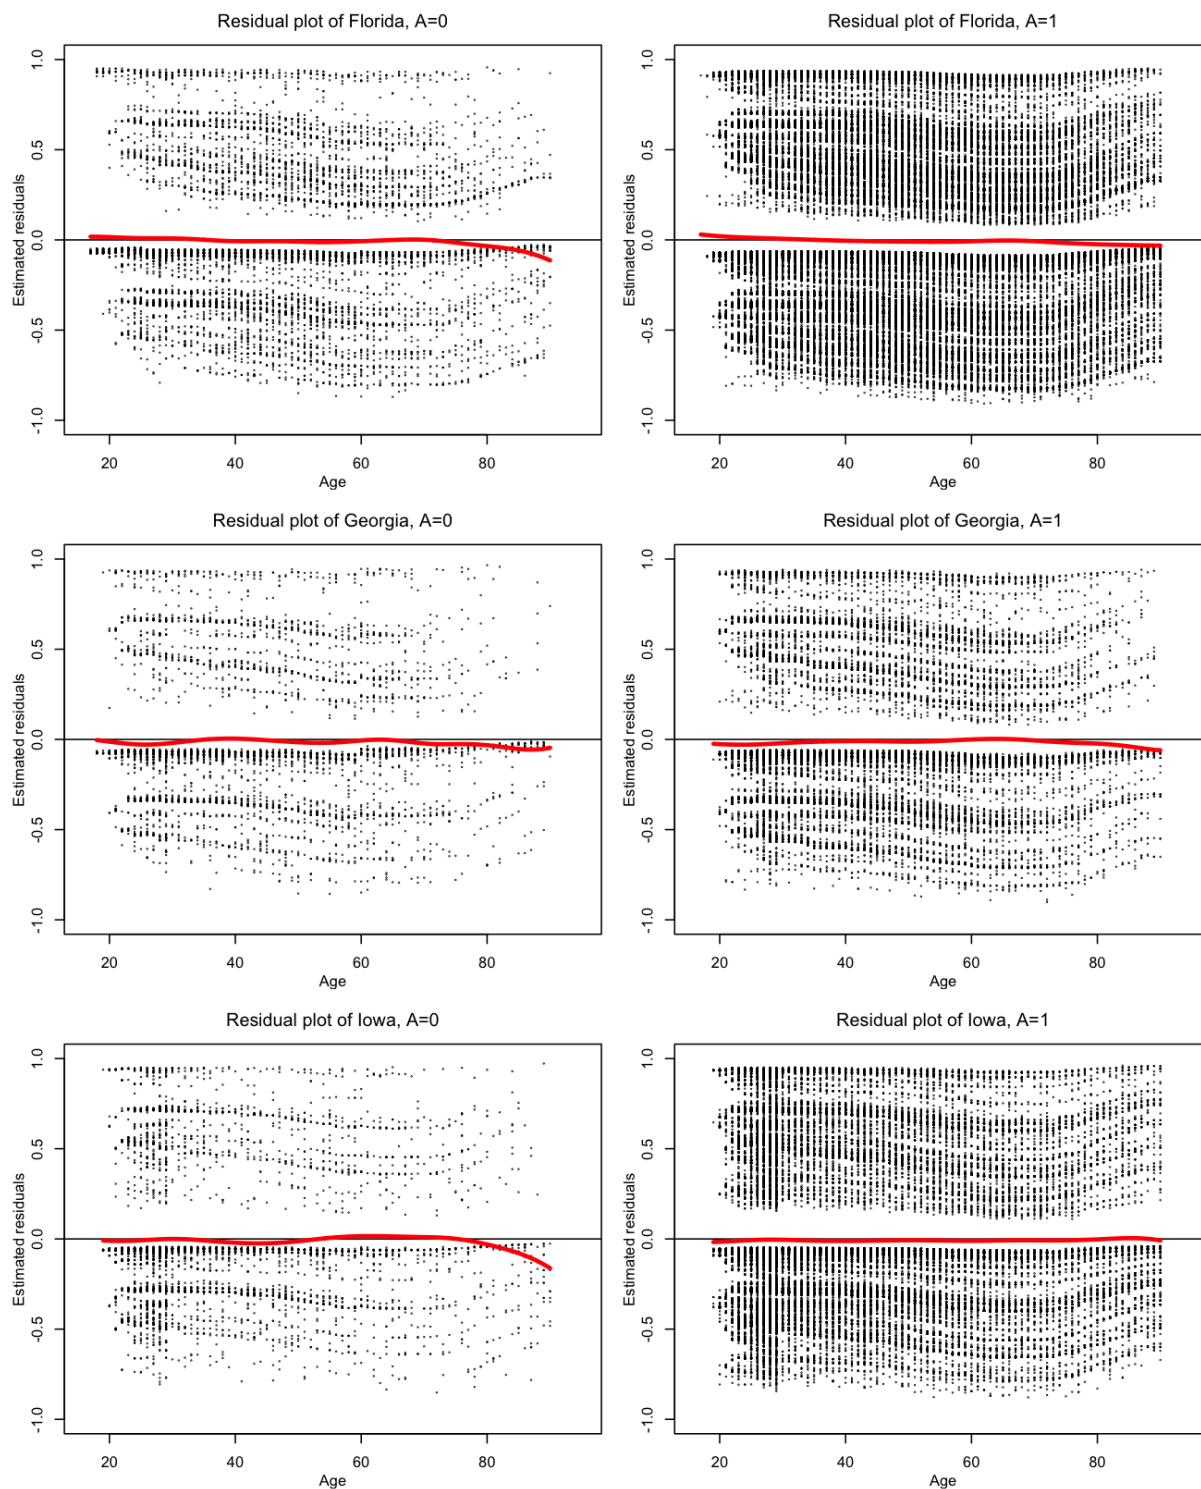 Residual plot of Florida, A=0
Estimated residuals
1.0
0.5
0.0
-0.5
-1.0
20 40 60 80
Age
Residual plot of Florida, A=1
Estimated residuals
1.0
0.5
0.0
-0.5
-1.0
20 40 60 80
Age
Residual plot of Georgia, A=0
Estimated residuals
1.0
0.5
0.0
-0.5
-1.0
20 40 60 80
Age
Residual plot of Georgia, A=1
Estimated residuals
1.0
0.5
0.0
-0.5
-1.0
20 40 60 80
Age
Residual plot of Iowa, A=0
Estimated residuals
1.0
0.5
0.0
-0.5
-1.0
20 40 60 80
Age
Residual plot of Iowa, A=1
Estimated residuals
1.0
0.5
0.0
-0.5
-1.0
20 40 60 80
Age